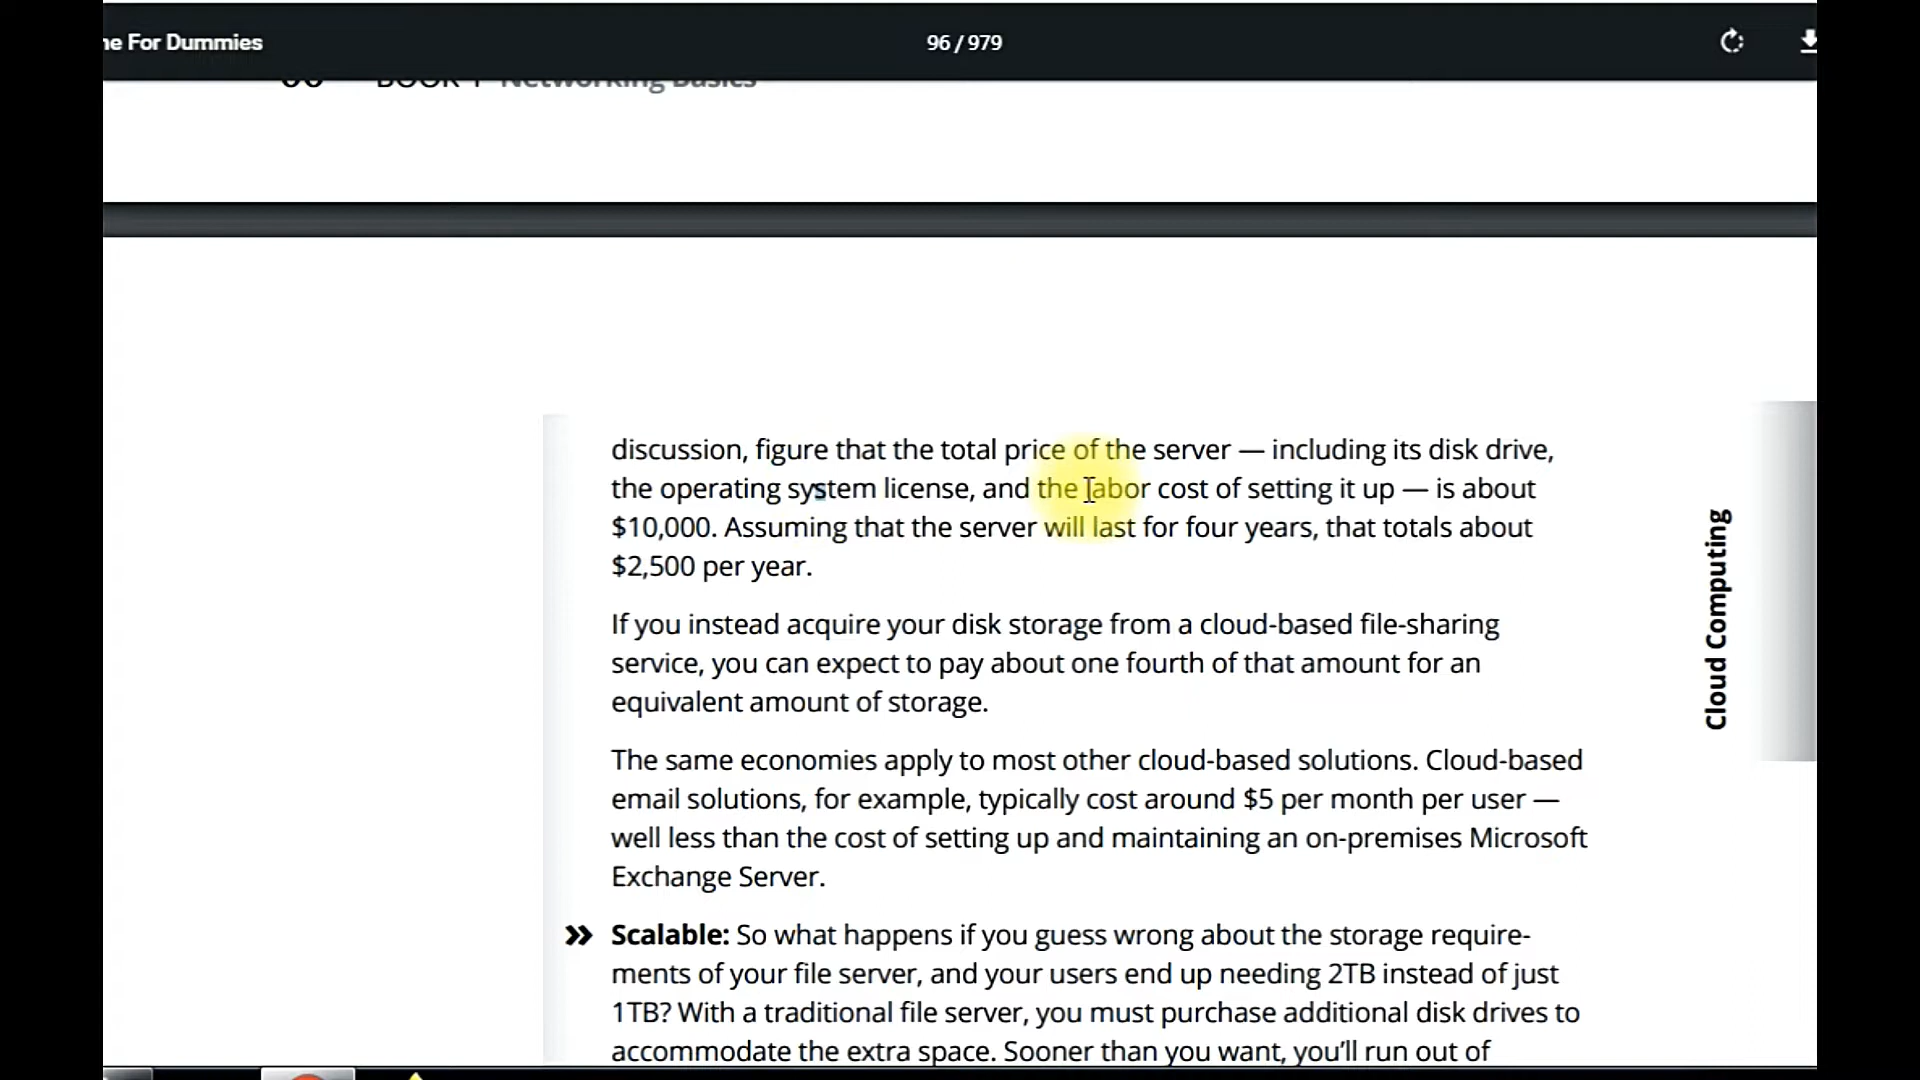 ne For Dummies
96 / 979
BOOK 1 Networking Basics
discussion, figure that the total price of the server — including its disk drive,
the operating system license, and the labor cost of setting it up — is about
$10,000. Assuming that the server will last for four years, that totals about
$2,500 per year.
If you instead acquire your disk storage from a cloud-based file-sharing
service, you can expect to pay about one fourth of that amount for an
equivalent amount of storage.
The same economies apply to most other cloud-based solutions. Cloud-based
email solutions, for example, typically cost around $5 per month per user —
well less than the cost of setting up and maintaining an on-premises Microsoft
Exchange Server.
» Scalable: So what happens if you guess wrong about the storage require-
ments of your file server, and your users end up needing 2TB instead of just
1TB? With a traditional file server, you must purchase additional disk drives to
accommodate the extra space. Sooner than you want, you’ll run out of
Cloud Computing